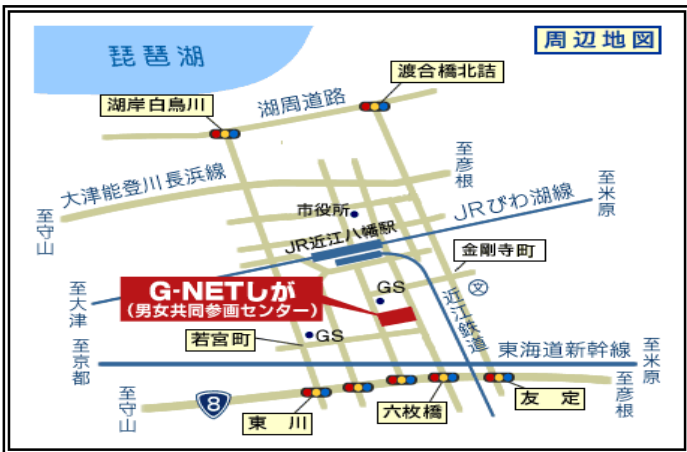 周辺地図
琵琶湖
渡合橋北詰
湖岸白鳥川
湖周道路
大津能登川長浜線
至彦根
至守山
市役所
JRびわ湖線
至米原
JR近江八幡駅
金剛寺町
至大津
G-NETしが
(男女共同参画センター)
GS
文
近江鉄道
若宮町
GS
東海道新幹線
至京都
至米原
至守山
8
東川
六枚橋
友定
至彦根